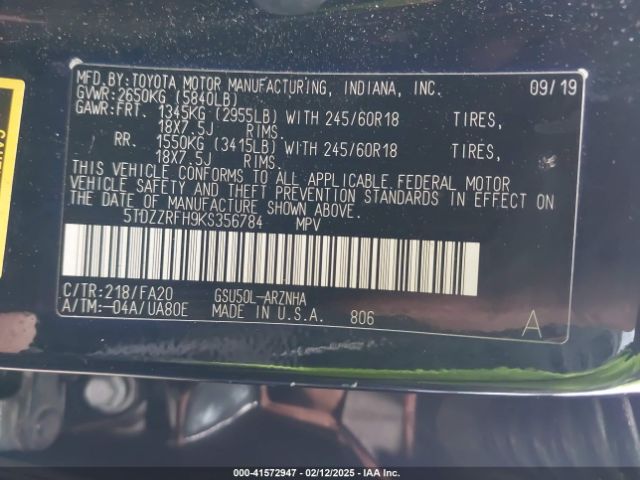 MFD.BY:TOYOTA MOTOR MANUFACTURING, INDIANA, INC. 09/19
GVWR:2650KG (5840LB)
GAWR:FRT. 1345KG (2955LB) WITH 245/60R18 TIRES,
18X7.5J RIMS.
RR. 1550KG (3415LB) WITH 245/60R18 TIRES,
18X7.5J RIMS.
THIS VEHICLE CONFORMS TO ALL APPLICABLE FEDERAL MOTOR
VEHICLE SAFETY AND THEFT PREVENTION STANDARDS IN EFFECT ON
THE DATE OF MANUFACTURE SHOWN ABOVE.
5TDZZRFH9KS356784 MPV
C/TR:218/FA20 GSU50L-ARZNHA
A/TM:-04A/UA80E MADE IN U.S.A. 806 A
000-41572947 - 02/12/2025 - IAA Inc.